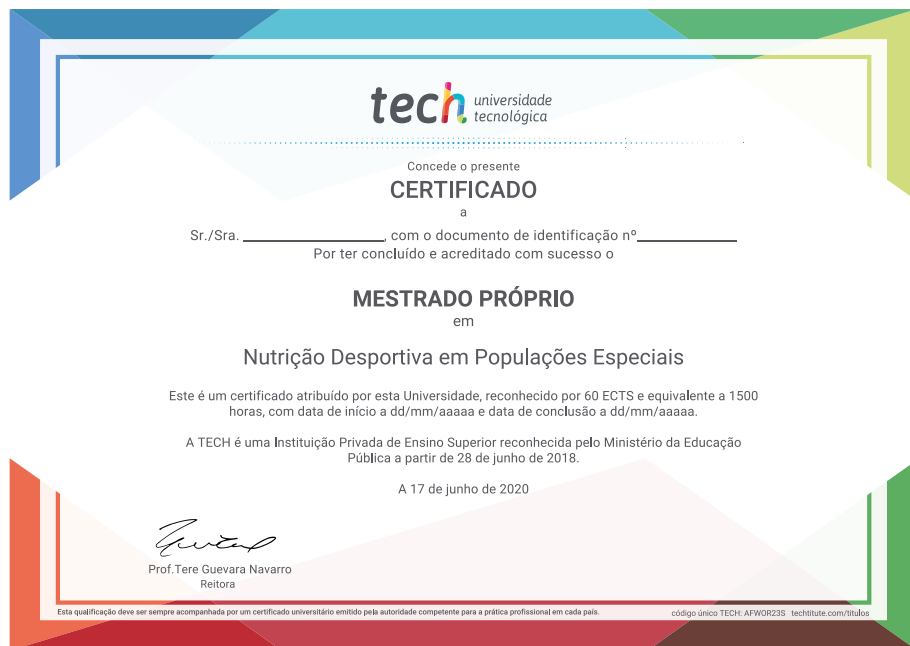 tech universidade
tecnológica
Concede o presente
CERTIFICADO
a
Sr./Sra. ____________________, com o documento de identificação nº______________
Por ter concluído e acreditado com sucesso o
MESTRADO PRÓPRIO
em
Nutrição Desportiva em Populações Especiais
Este é um certificado atribuído por esta Universidade, reconhecido por 60 ECTS e equivalente a 1500
horas, com data de início a dd/mm/aaaaa e data de conclusão a dd/mm/aaaaa.
A TECH é uma Instituição Privada de Ensino Superior reconhecida pelo Ministério da Educação
Pública a partir de 28 de junho de 2018.
A 17 de junho de 2020
Prof.Tere Guevara Navarro
Reitora
Esta qualificação deve ser sempre acompanhada por um certificado universitário emitido pela autoridade competente para a prática profissional em cada país.
código único TECH: AFWOR23S techtitute.com/titulos